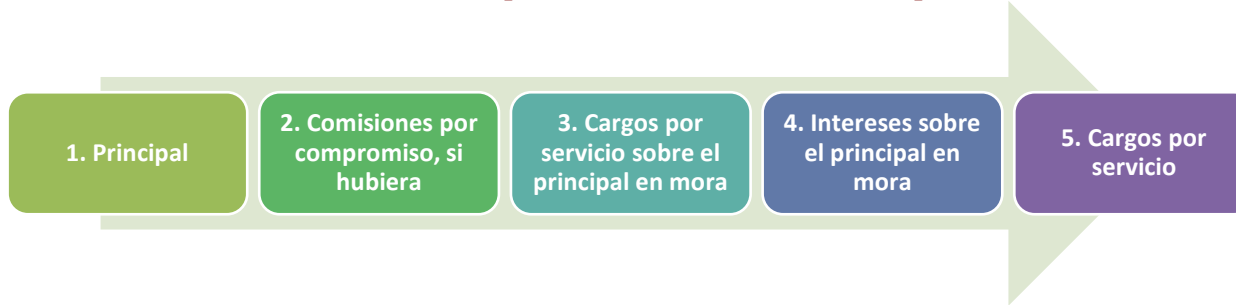 1. Principal
2. Comisiones por
compromiso, si
hubiera
3. Cargos por
servicio sobre el
principal en mora
4. Intereses sobre
el principal en
mora
5. Cargos por
servicio